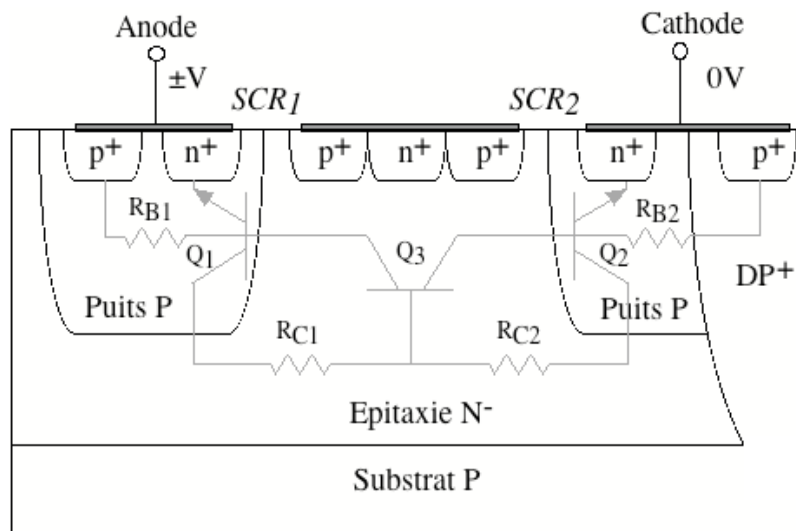 Anode
Cathode
±V
SCR1
SCR2
0V
p+
n+
p+
n+
p+
n+
p+
RB1
RB2
Q1
Q3
Q2
DP+
Puits P
Puits P
RC1
RC2
Epitaxie N-
Substrat P